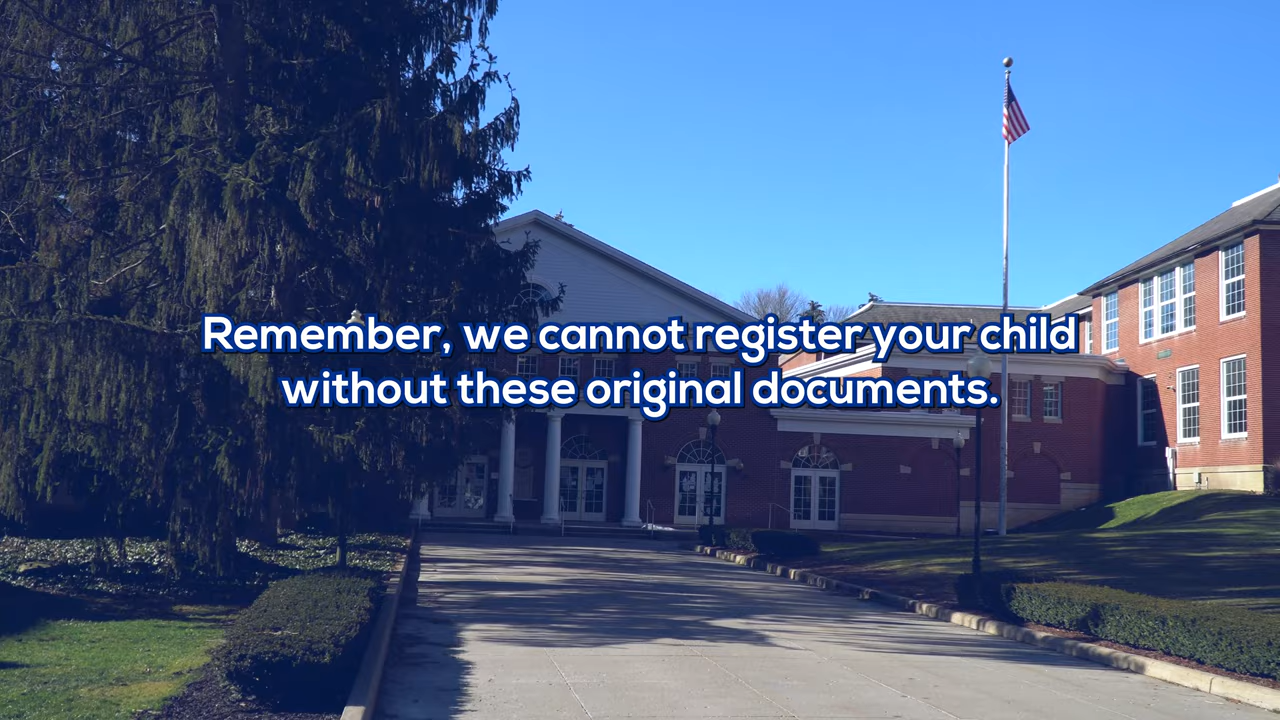 Remember, we cannot register your child
without these original documents.